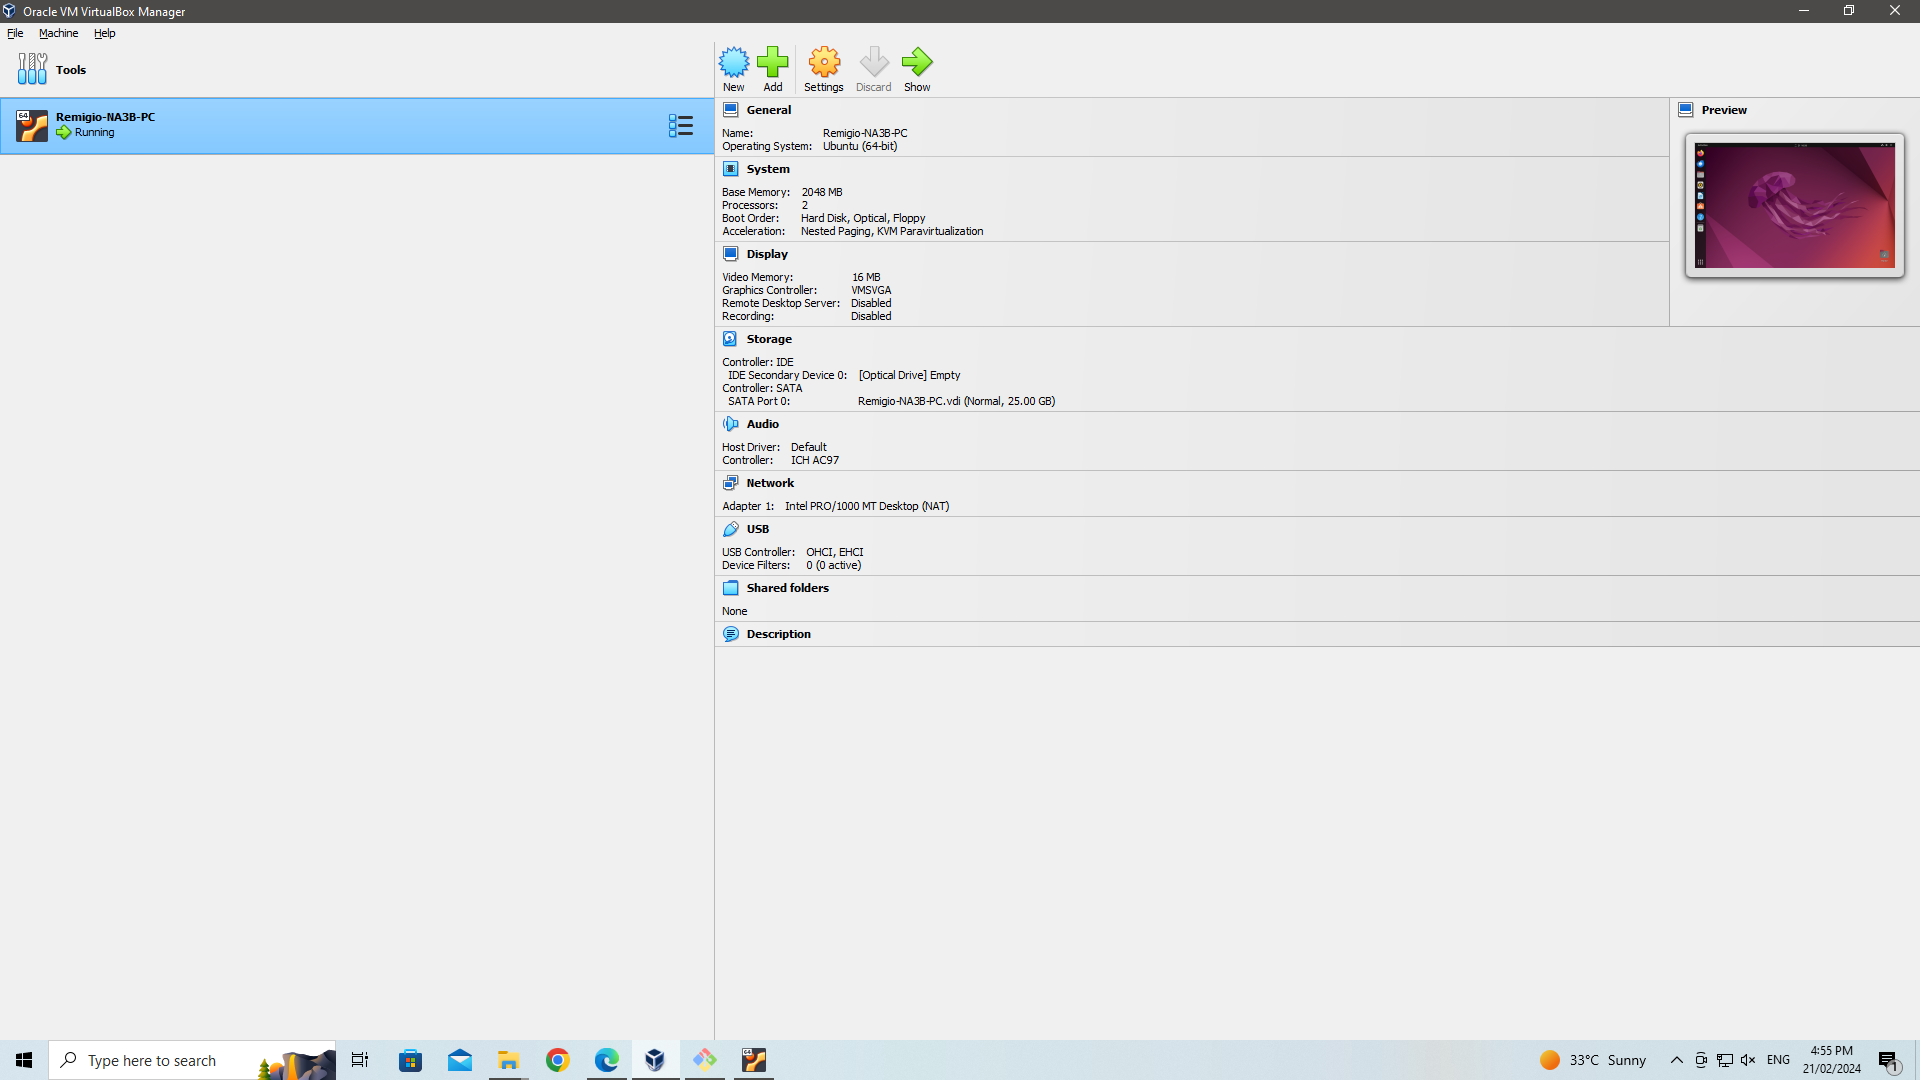 Oracle VM VirtualBox Manager
File Machine Help
Tools
New Add Settings Discard Show
64
Remigio-NA3B-PC
Running
General
Name: Remigio-NA3B-PC
Operating System: Ubuntu (64-bit)
Preview
System
Base Memory: 2048 MB
Processors: 2
Boot Order: Hard Disk, Optical, Floppy
Acceleration: Nested Paging, KVM Paravirtualization
Display
Video Memory: 16 MB
Graphics Controller: VMSVGA
Remote Desktop Server: Disabled
Recording: Disabled
Storage
Controller: IDE
IDE Secondary Device 0: [Optical Drive] Empty
Controller: SATA
SATA Port 0: Remigio-NA3B-PC.vdi (Normal, 25.00 GB)
Audio
Host Driver: Default
Controller: ICH AC97
Network
Adapter 1: Intel PRO/1000 MT Desktop (NAT)
USB
USB Controller: OHCI, EHCI
Device Filters: 0 (0 active)
Shared folders
None
Description
Type here to search
64
33°C Sunny
ENG
4:55 PM
21/02/2024
1